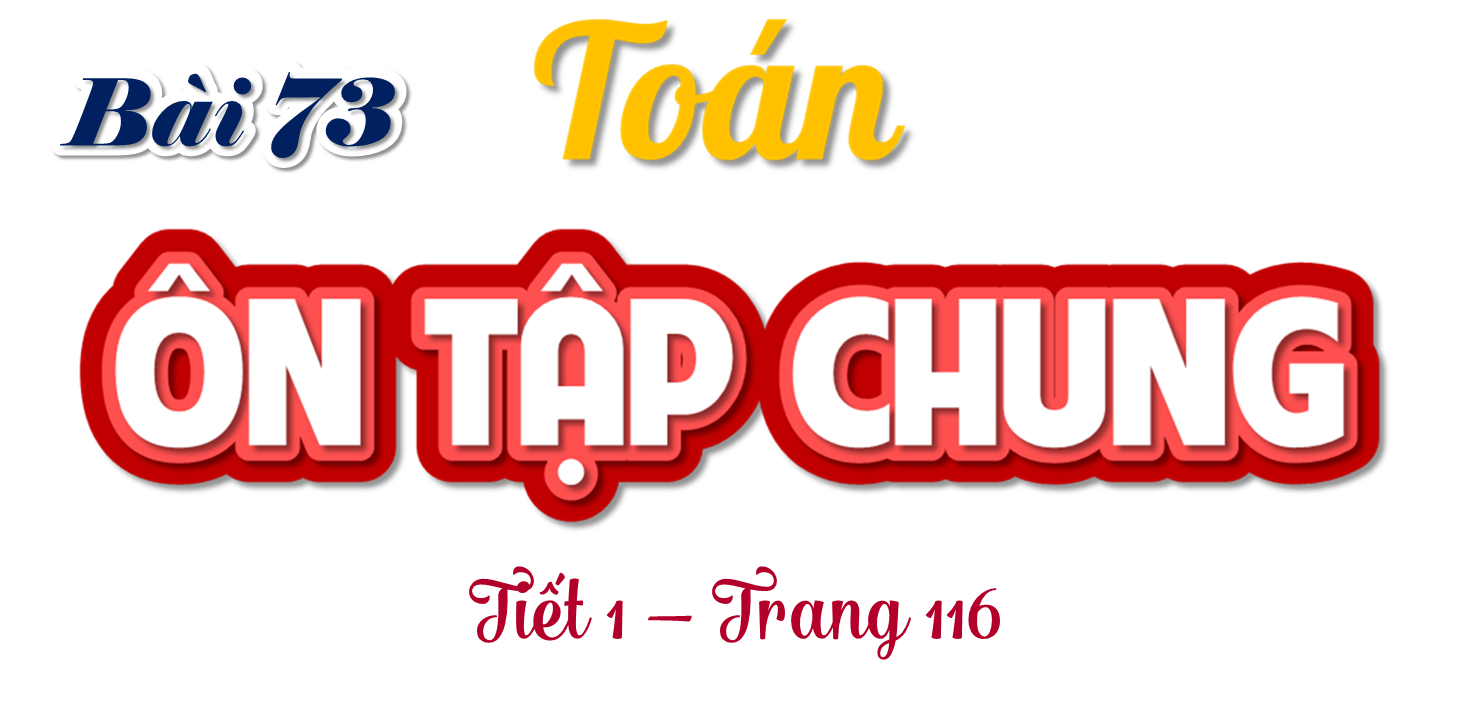 Toán
Bài 73
ÔN TẬP CHUNG
Tiết 1 – Trang 116